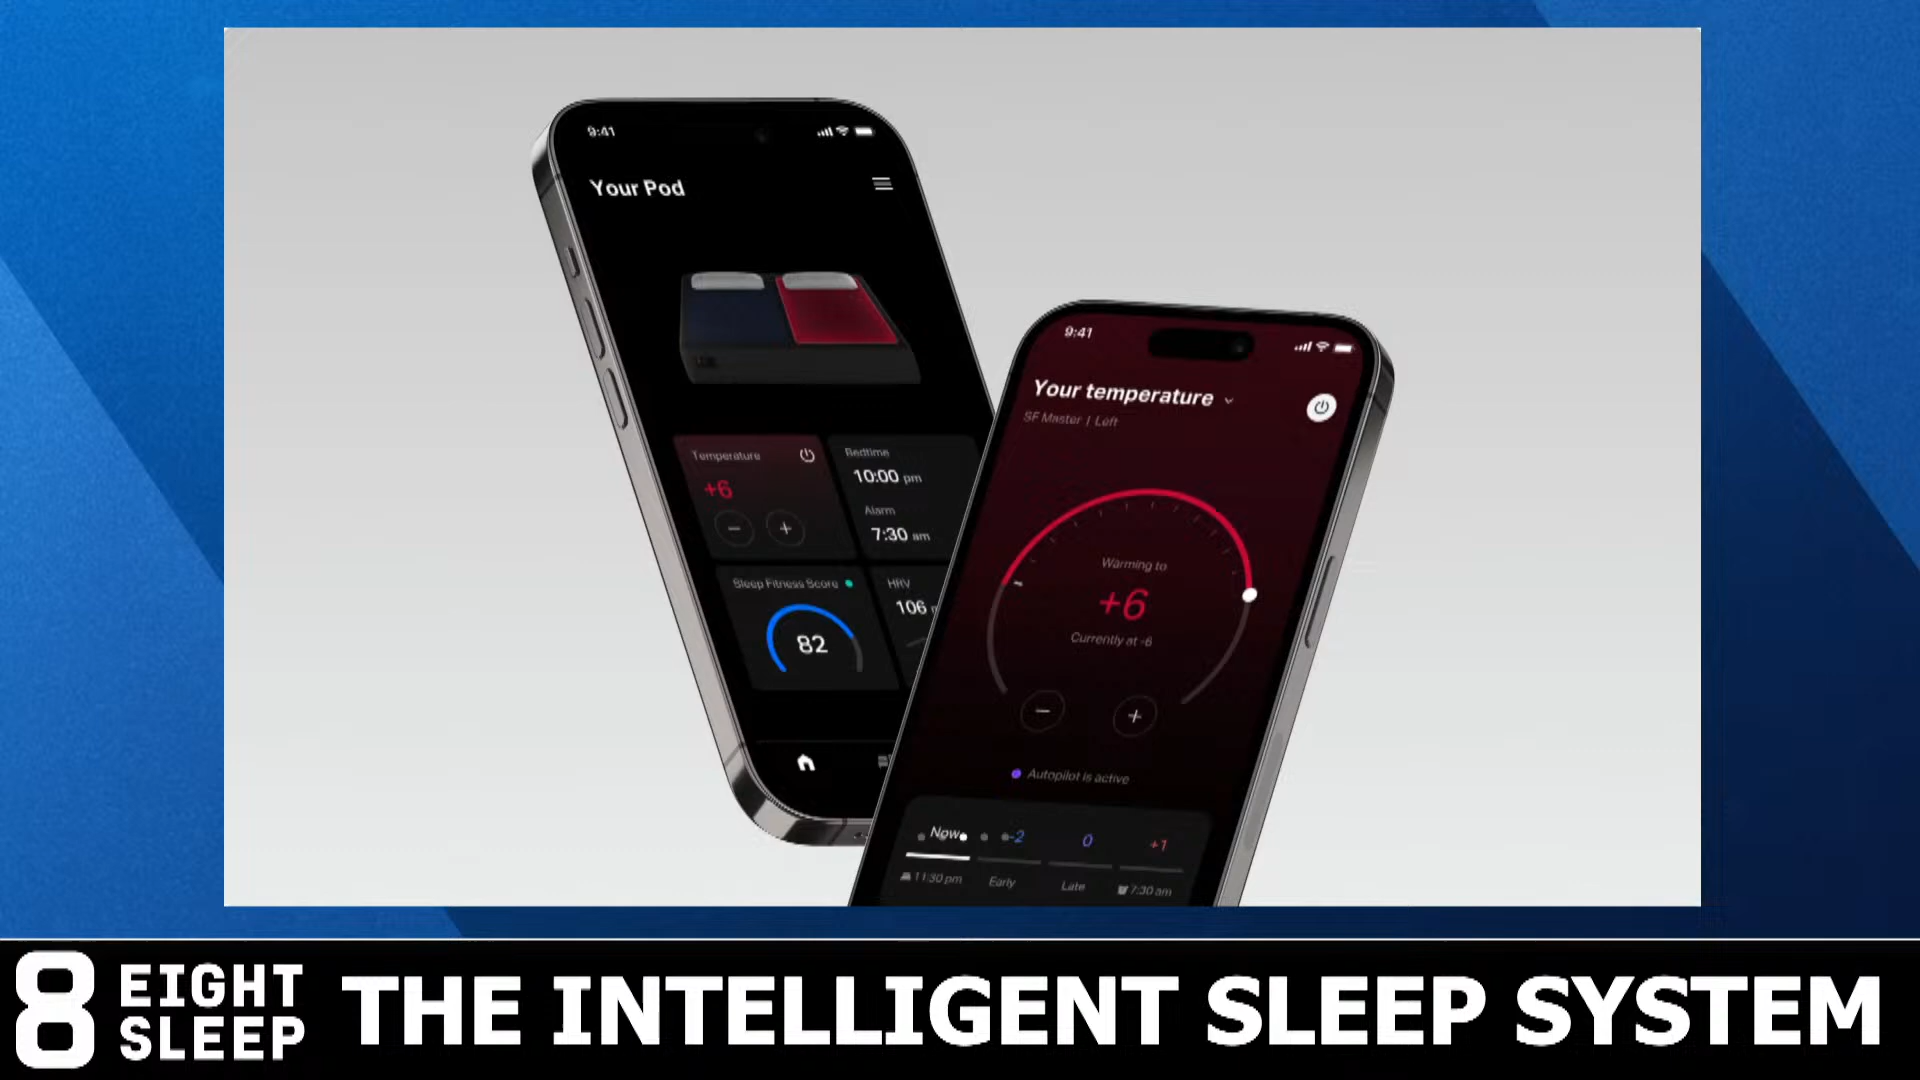 9:41
Your Pod
Temperature
+6
Bedtime
10:00 pm
Alarm
7:30 am
Sleep Fitness Score
82
HRV
106
9:41
Your temperature
SF Master | Left
Warming to
+6
Currently at -6
Autopilot is active
Now -2 0 +1
11:30 pm Early Late 7:30 am
8 EIGHT SLEEP
THE INTELLIGENT SLEEP SYSTEM